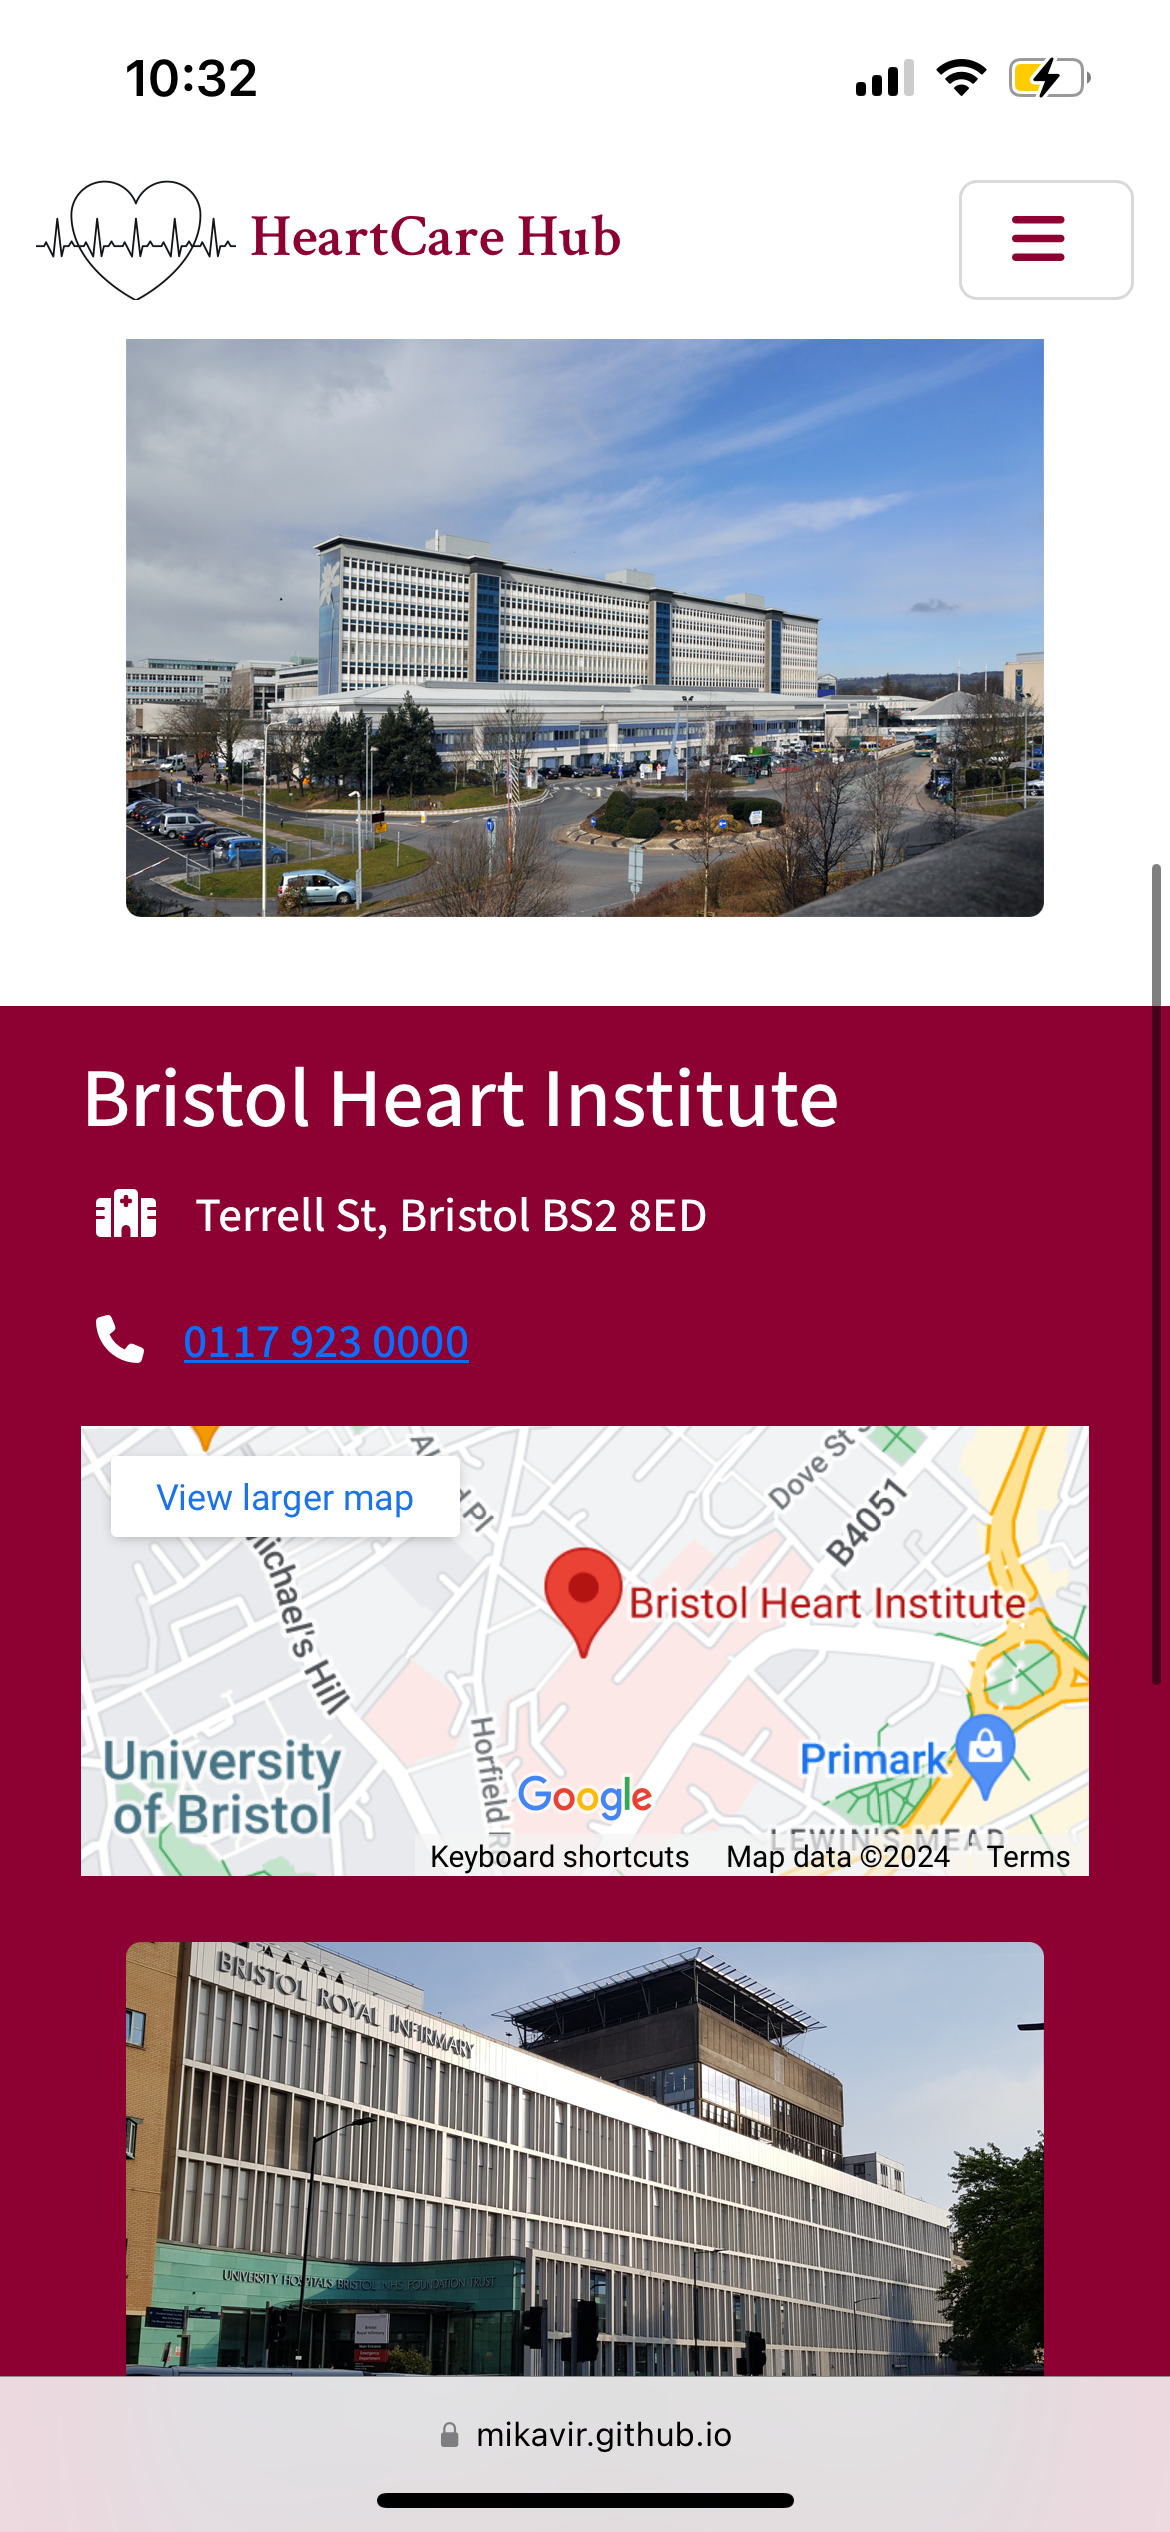 10:32
HeartCare Hub
Bristol Heart Institute
Terrell St, Bristol BS2 8ED
0117 923 0000
View larger map
Dove St S
B4051
Bristol Heart Institute
ichael's Hill
University
of Bristol
Horfield R
Primark
LEWIN'S MEAD
Google
Keyboard shortcuts
Map data ©2024
Terms
BRISTOL ROYAL INFIRMARY
UNIVERSITY HOSPITALS BRISTOL NHS FOUNDATION TRUST
mikavir.github.io